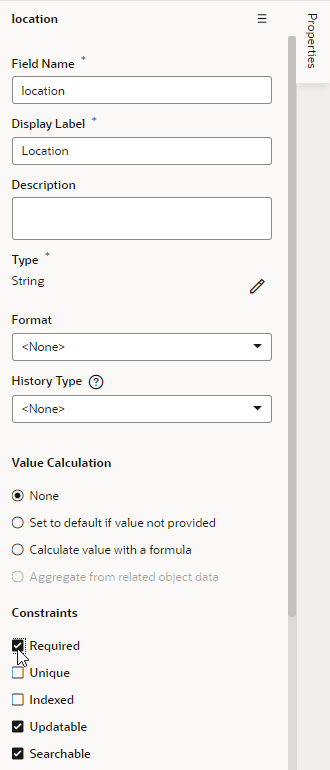 location
Properties
Field Name *
location
Display Label *
Location
Description
Type *
String
Format
<None>
History Type ?
<None>
Value Calculation
None
Set to default if value not provided
Calculate value with a formula
Aggregate from related object data
Constraints
Required
Unique
Indexed
Updatable
Searchable